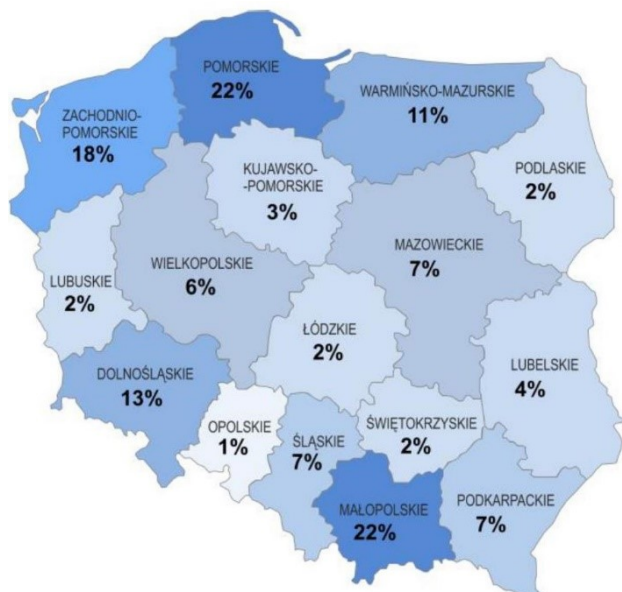 POMORSKIE
22%
WARMIŃSKO-MAZURSKIE
11%
ZACHODNIO-
POMORSKIE
18%
KUJAWSKO-
-POMORSKIE
3%
PODLASKIE
2%
MAZOWIECKIE
7%
WIELKOPOLSKIE
6%
LUBUSKIE
2%
ŁÓDZKIE
2%
LUBELSKIE
4%
DOLNOŚLĄSKIE
13%
OPOLSKIE
1%
ŚLĄSKIE
7%
ŚWIĘTOKRZYSKIE
2%
MAŁOPOLSKIE
22%
PODKARPACKIE
7%